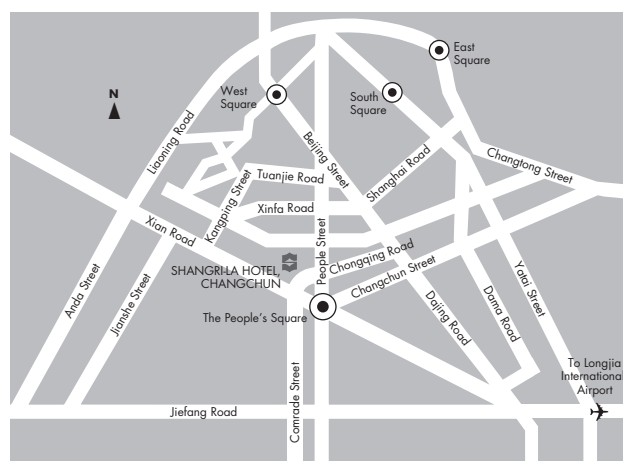 East
Square
N
West
Square
South
Square
Liaoning Road
Beijing Street
Shanghai Road
Changtong Street
Tuanjie Road
Kangping Street
Xinfa Road
Xian Road
People Street
Chongqing Road
SHANGRI-LA HOTEL,
CHANGCHUN
Changchun Street
Anda Street
Jianshe Street
The People's Square
Dajing Road
Dama Road
Yatai Street
To Longjia
International
Airport
Comrade Street
Jiefang Road